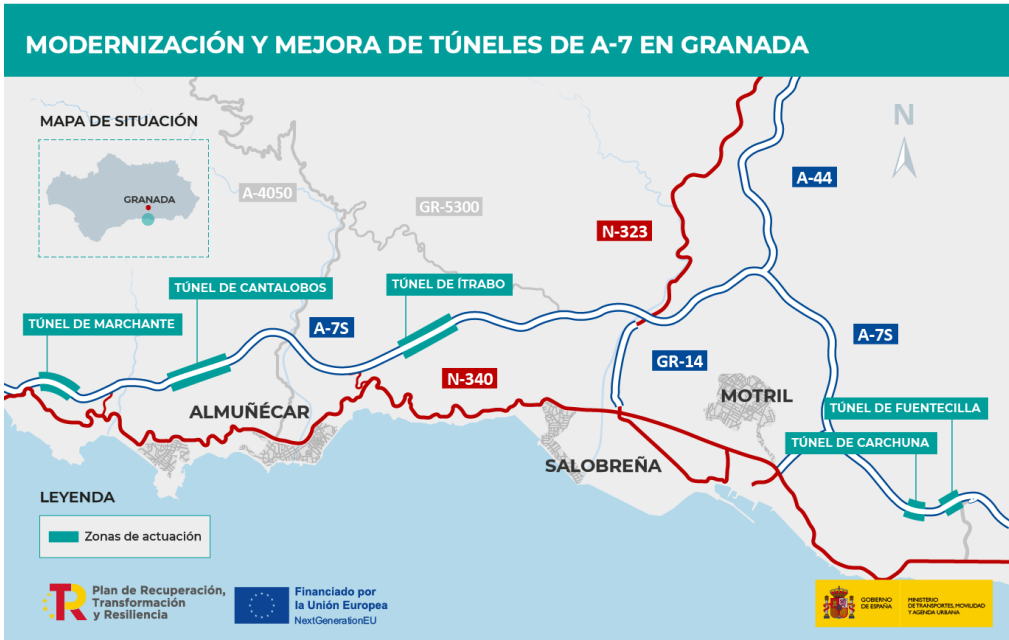 MODERNIZACIÓN Y MEJORA DE TÚNELES DE A-7 EN GRANADA
MAPA DE SITUACIÓN
GRANADA
N
A-4050
GR-5300
A-44
N-323
TÚNEL DE MARCHANTE
TÚNEL DE CANTALOBOS
TÚNEL DE ÍTRABO
A-7S
A-7S
GR-14
N-340
ALMUÑÉCAR
MOTRIL
SALOBREÑA
TÚNEL DE FUENTECILLA
TÚNEL DE CARCHUNA
LEYENDA
Zonas de actuación
Plan de Recuperación,
Transformación
y Resiliencia
Financiado por
la Unión Europea
NextGenerationEU
GOBIERNO
DE ESPAÑA
MINISTERIO
DE TRANSPORTES, MOVILIDAD
Y AGENDA URBANA